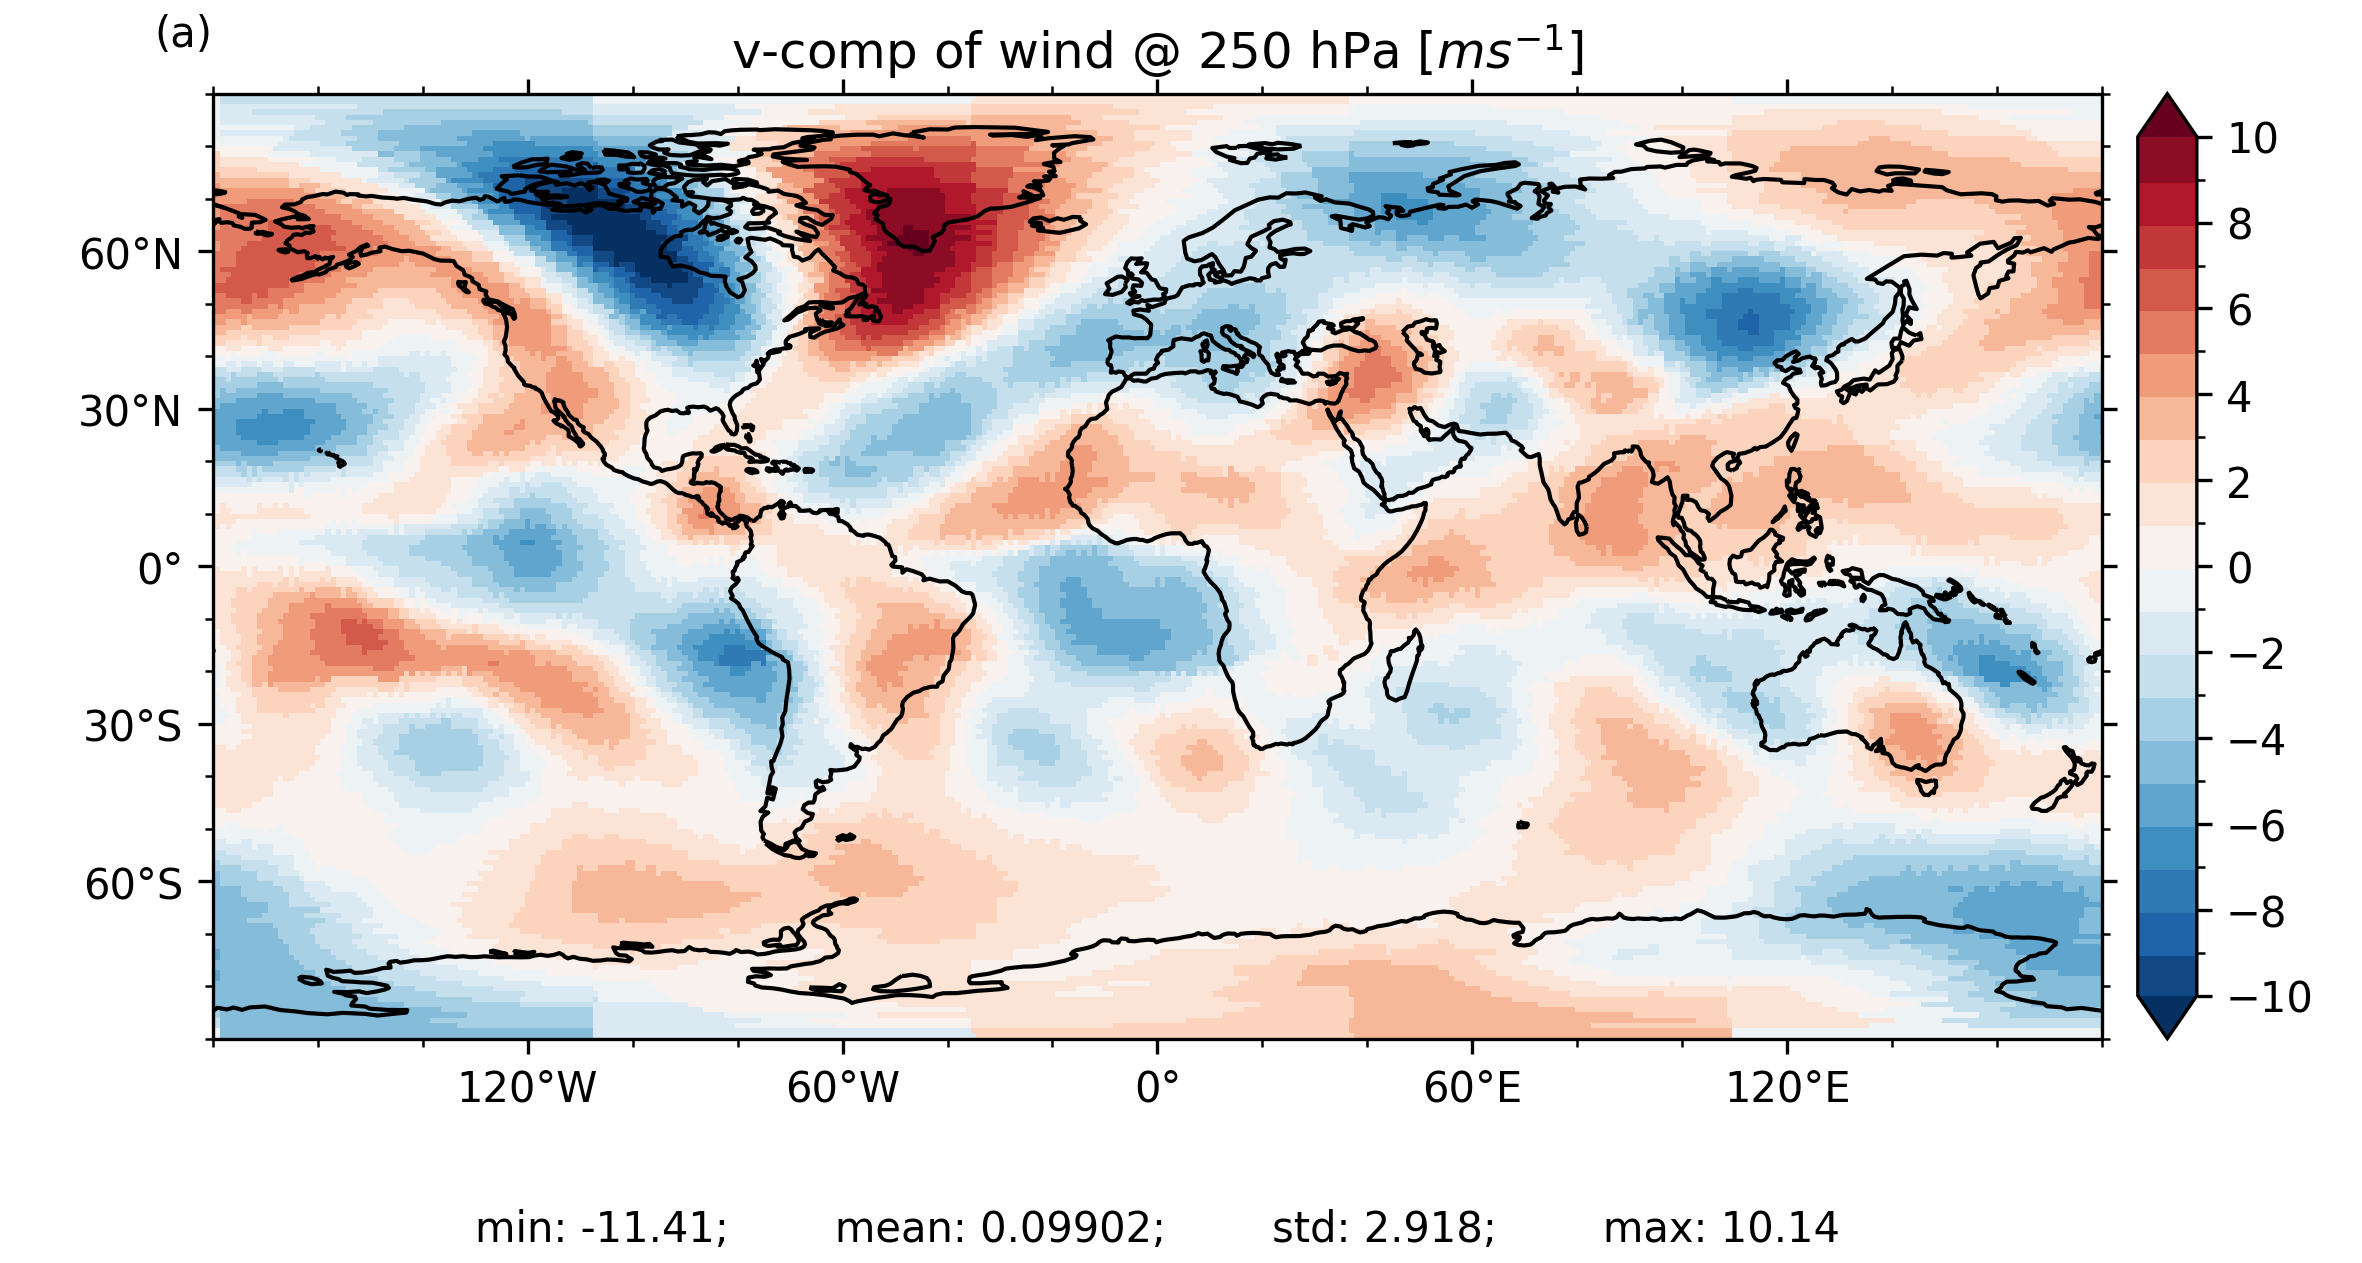 (a)
v-comp of wind @ 250 hPa [ms⁻¹]
10
8
6
4
2
0
−2
−4
−6
−8
−10
60°N
30°N
0°
30°S
60°S
120°W 60°W 0° 60°E 120°E
min: -11.41; mean: 0.09902; std: 2.918; max: 10.14